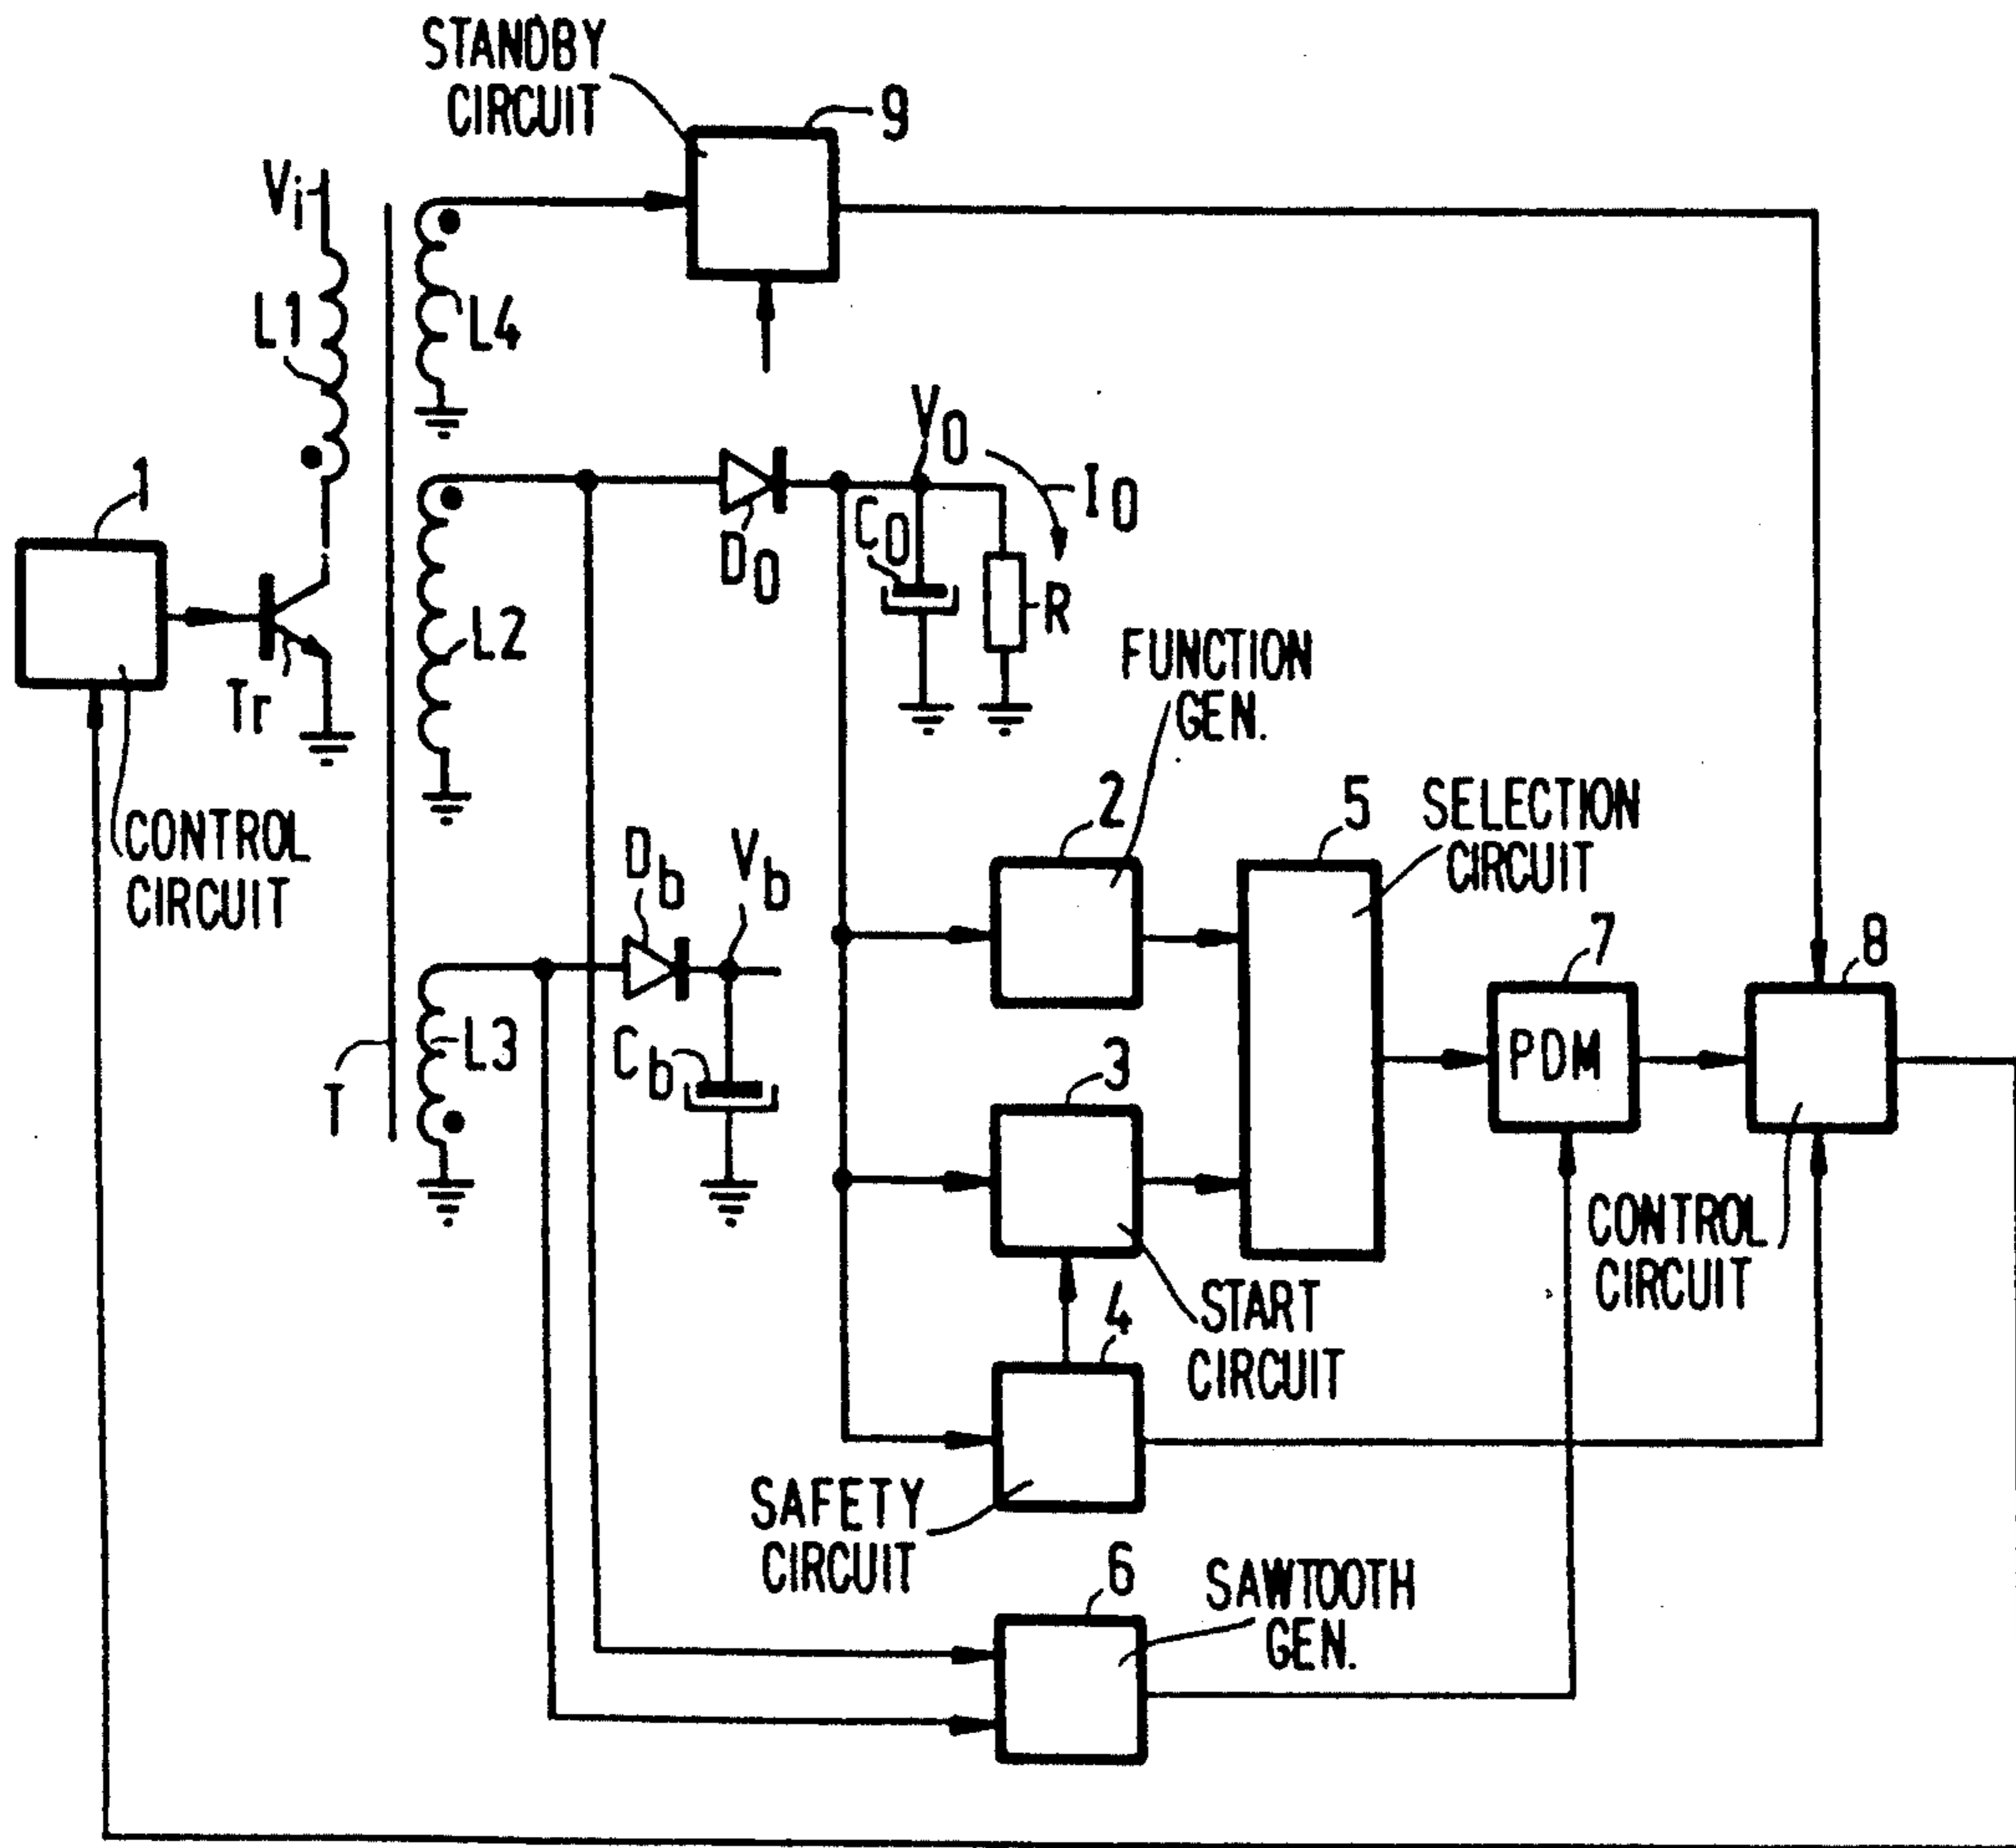 STANDBY
CIRCUIT
9
Vi
L1
L4
V0
I0
1
C0
D0
R
L2
Tr
FUNCTION
GEN.
2
5
SELECTION
CIRCUIT
CONTROL
CIRCUIT
Db
Vb
7
8
L3
Cb
PDM
T
3
CONTROL
CIRCUIT
START
CIRCUIT
4
SAFETY
CIRCUIT
6
SAWTOOTH
GEN.